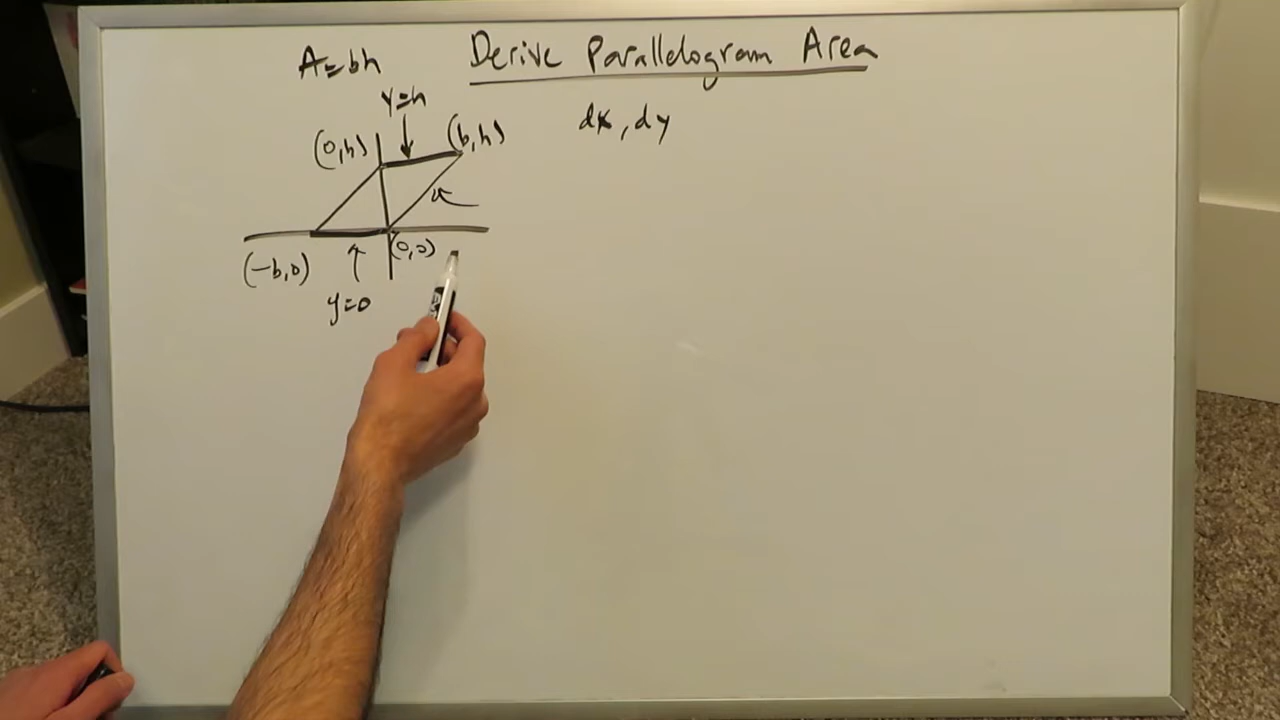 A=bh
Derive Parallelogram Area
y=h
dx, dy
(0,h)
(b,h)
(-b,0)
(0,0)
y=0